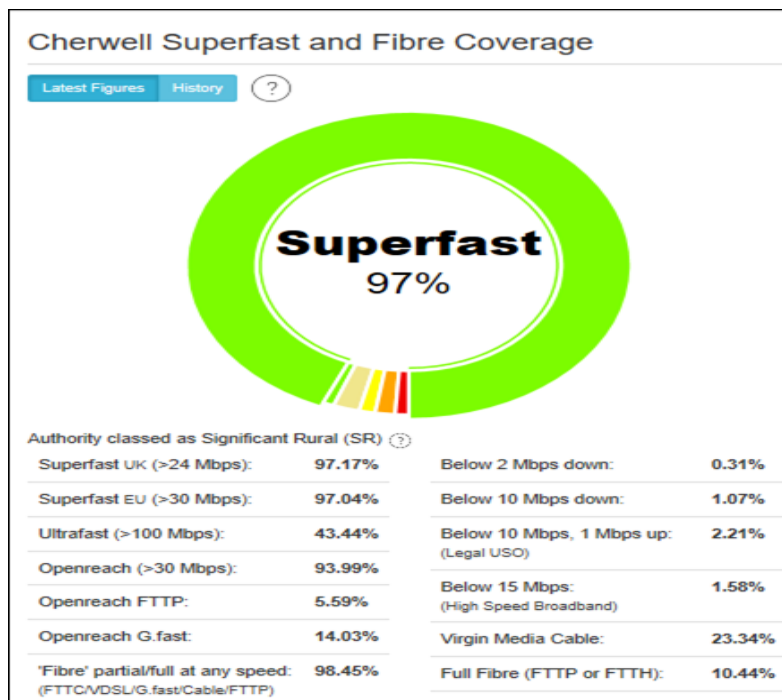 Cherwell Superfast and Fibre Coverage
Latest Figures History ?
Superfast
97%
Authority classed as Significant Rural (SR) ?
Superfast UK (>24 Mbps): 97.17%
Superfast EU (>30 Mbps): 97.04%
Ultrafast (>100 Mbps): 43.44%
Openreach (>30 Mbps): 93.99%
Openreach FTTP: 5.59%
Openreach G.fast: 14.03%
'Fibre' partial/full at any speed: 98.45%
(FTTC/VDSL/G.fast/Cable/FTTP)
Below 2 Mbps down: 0.31%
Below 10 Mbps down: 1.07%
Below 10 Mbps, 1 Mbps up: 2.21%
(Legal USO)
Below 15 Mbps: 1.58%
(High Speed Broadband)
Virgin Media Cable: 23.34%
Full Fibre (FTTP or FTTH): 10.44%